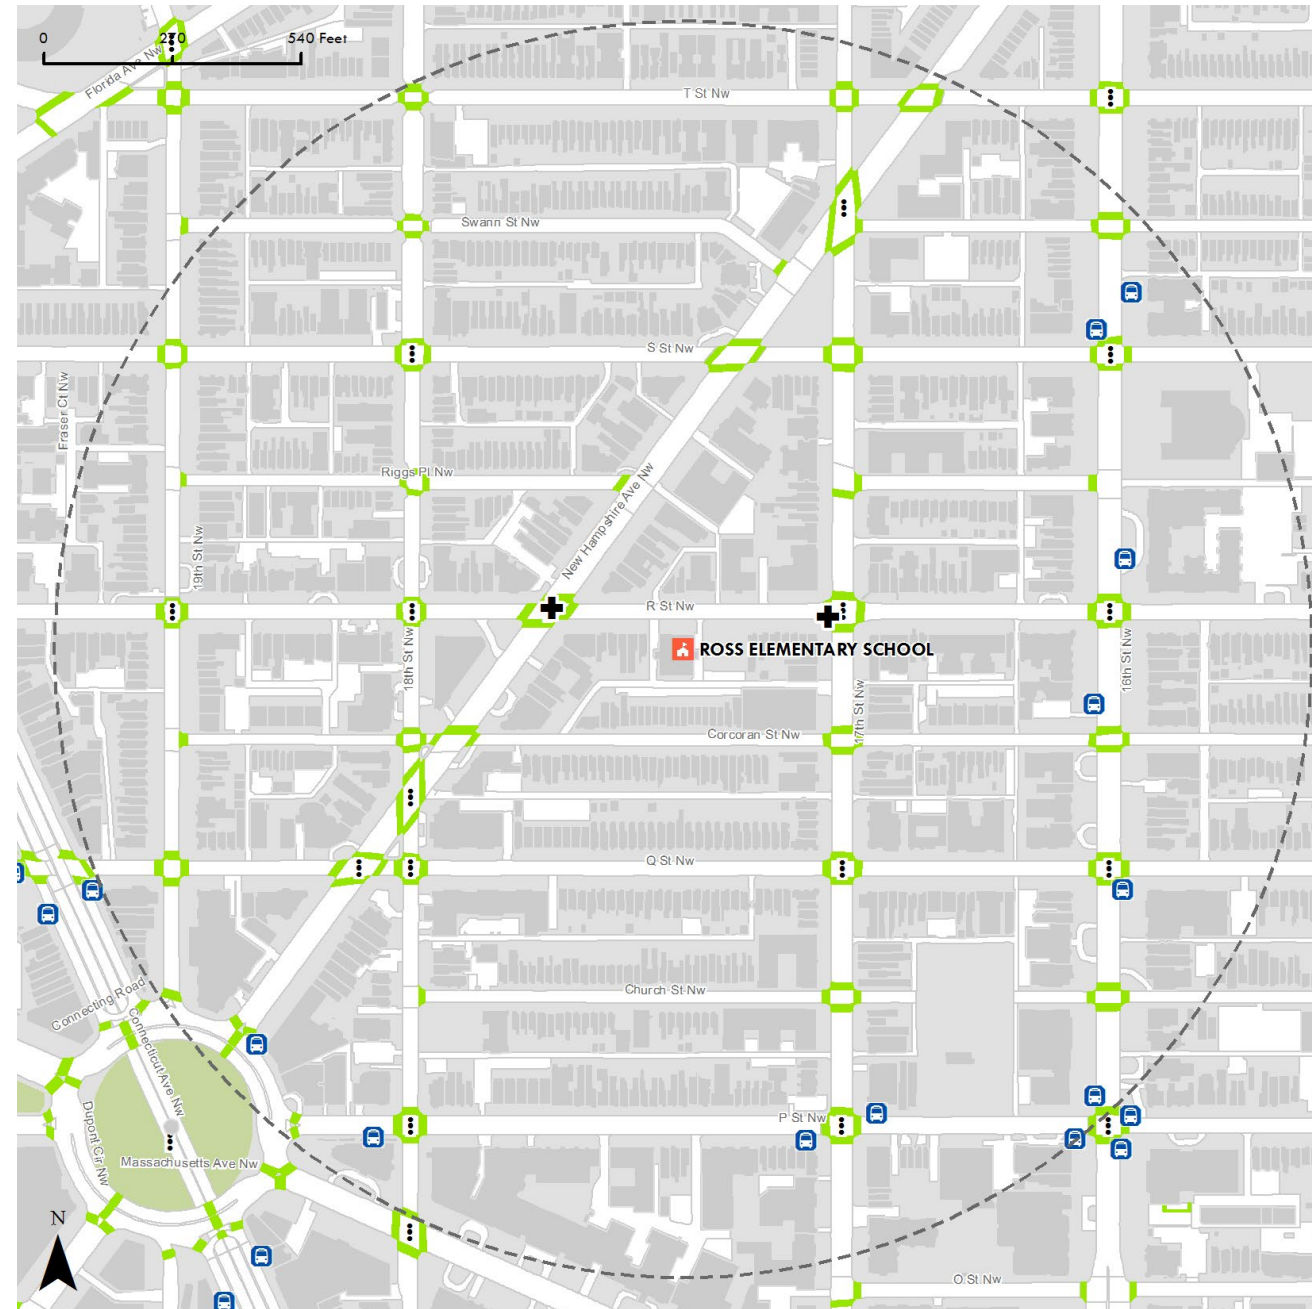 0 270 540 Feet
Florida Ave Nw
T St Nw
Swann St Nw
S St Nw
Fraser Ct Nw
Riggs Pl Nw
New Hampshire Ave Nw
19th St Nw
R St Nw
18th St Nw
ROSS ELEMENTARY SCHOOL
16th St Nw
17th St Nw
Corcoran St Nw
Q St Nw
Church St Nw
Connecting Road
Connecticut Ave Nw
P St Nw
Dupont Cir Nw
Massachusetts Ave Nw
N
O St Nw